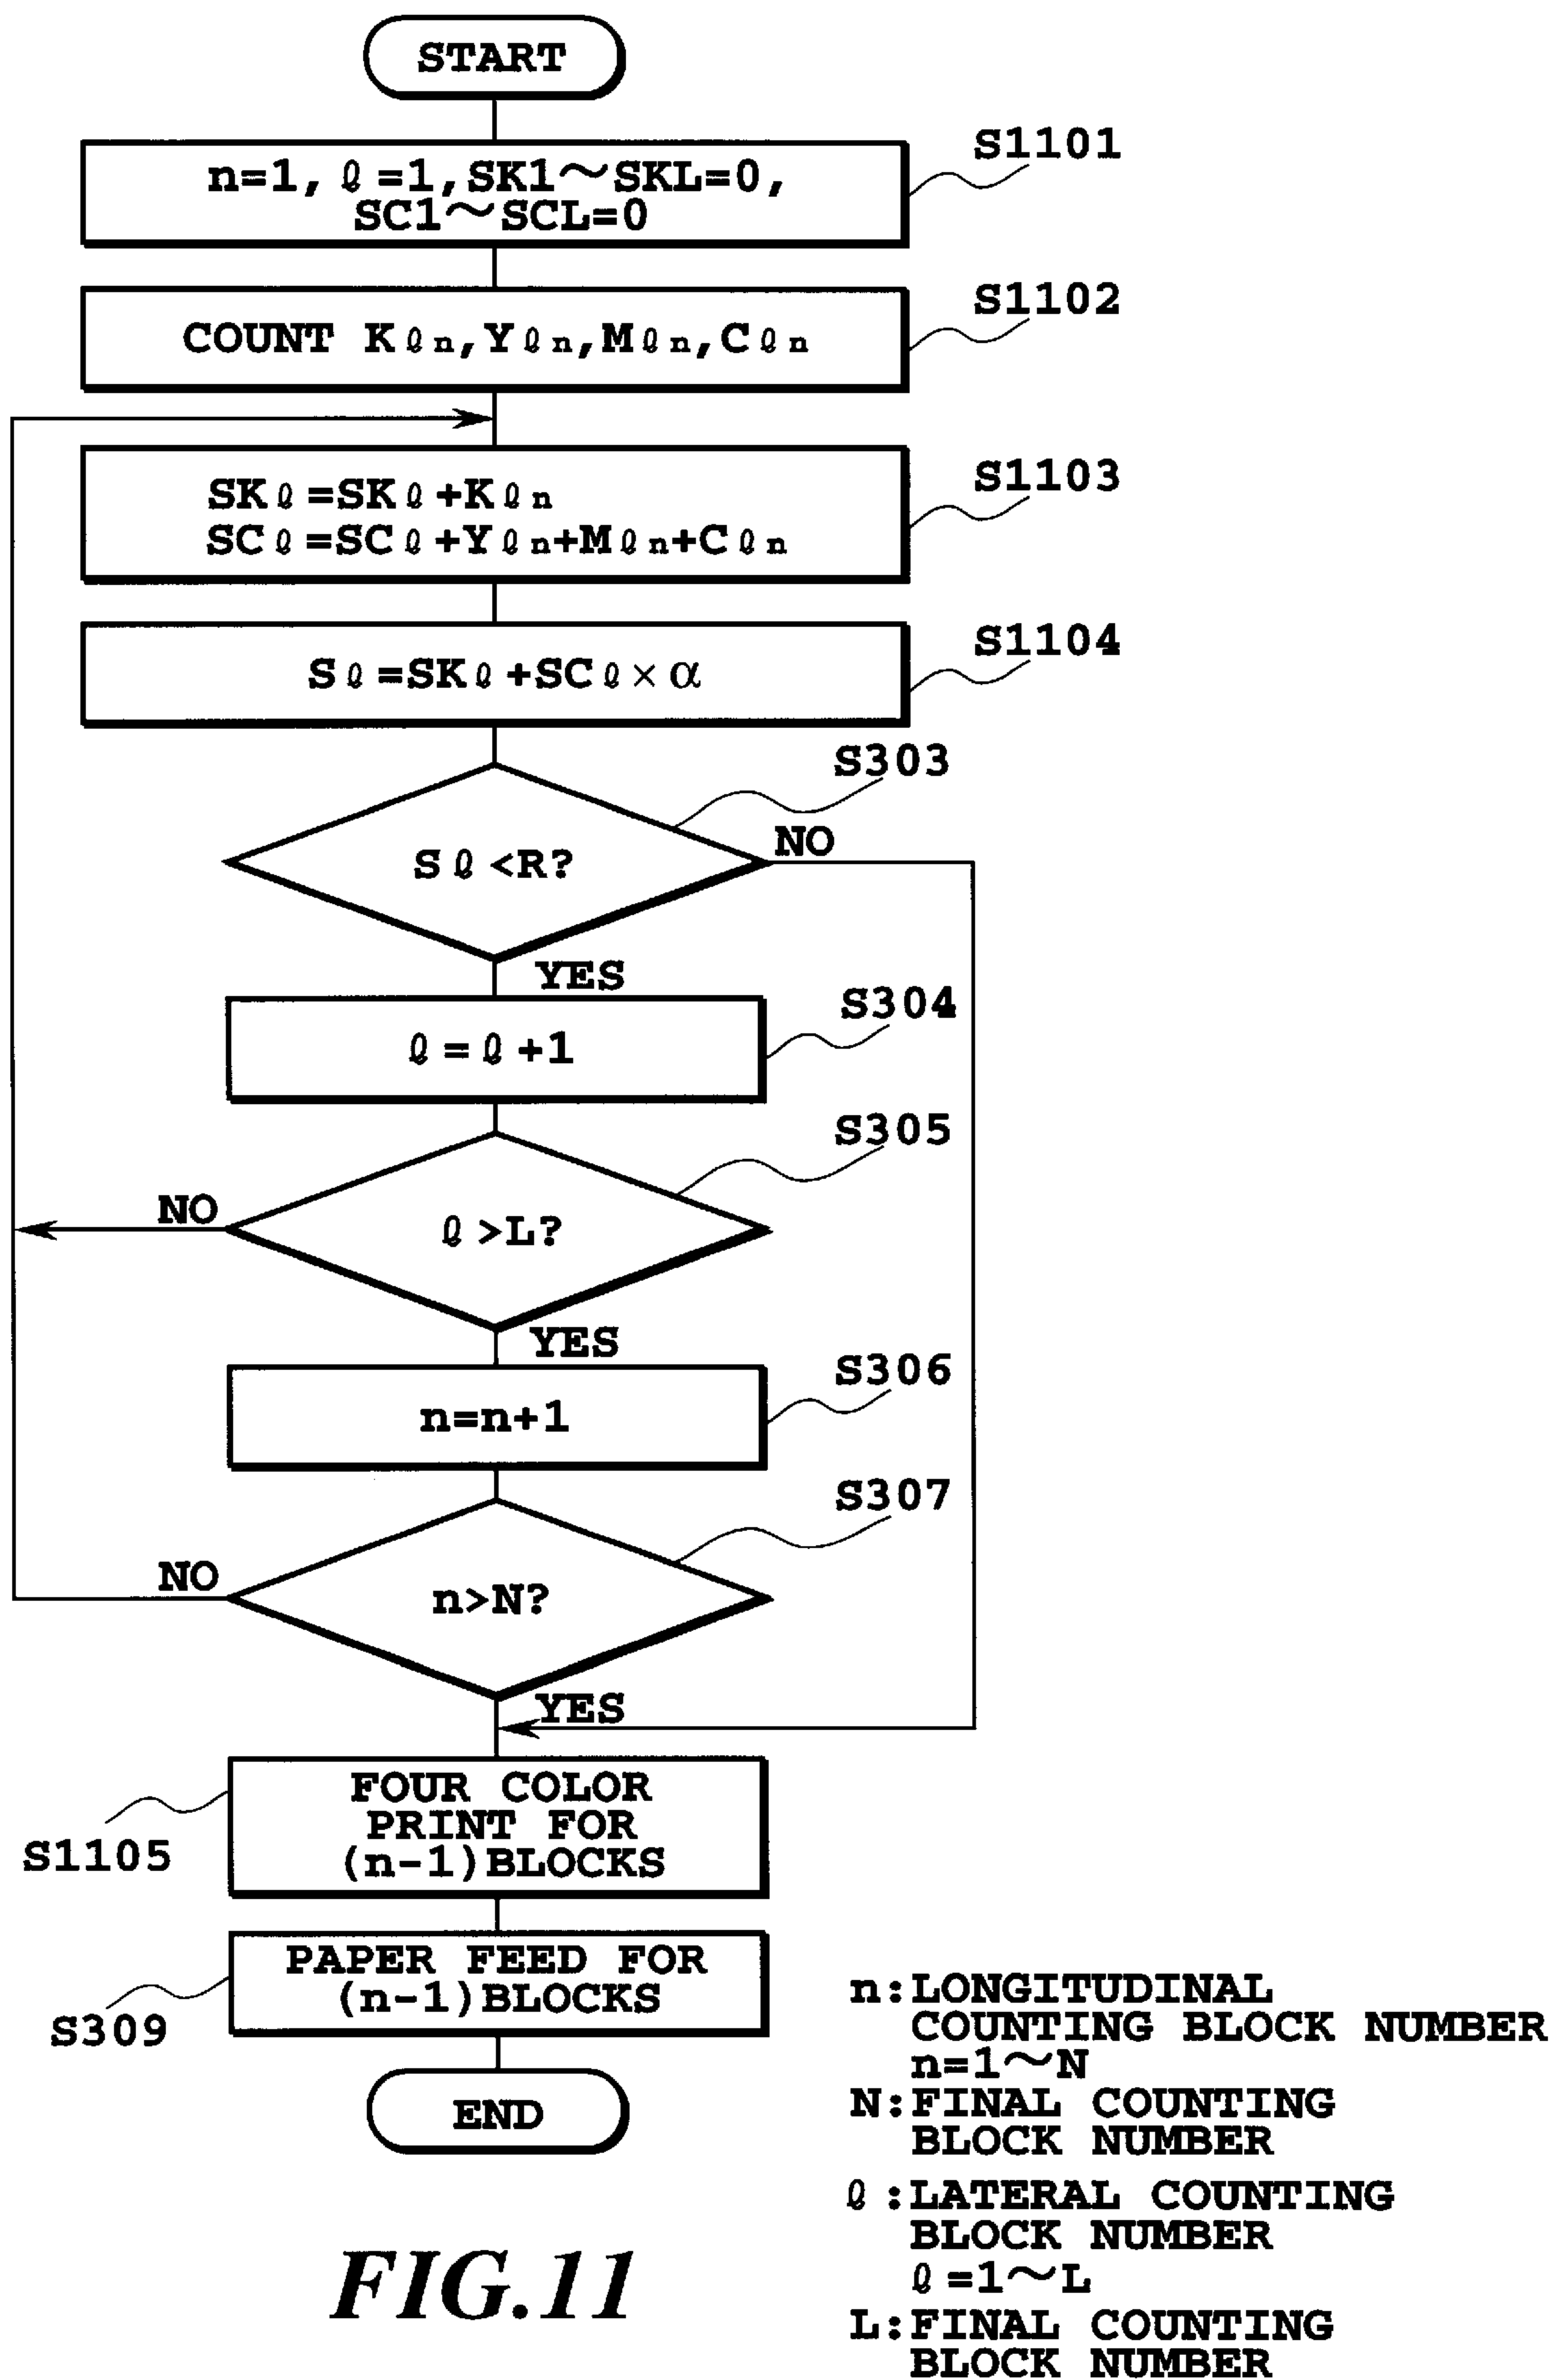 START
S1101
n=1, ℓ=1, SK1～SKL=0,
SC1～SCL=0
S1102
COUNT Kℓn, Yℓn, Mℓn, Cℓn
S1103
SKℓ=SKℓ+Kℓn
SCℓ=SCℓ+Yℓn+Mℓn+Cℓn
S1104
Sℓ=SKℓ+SCℓ×α
S303
Sℓ<R?
NO
YES
S304
ℓ=ℓ+1
S305
NO
ℓ>L?
YES
S306
n=n+1
S307
NO
n>N?
YES
FOUR COLOR
PRINT FOR
(n-1)BLOCKS
S1105
PAPER FEED FOR
(n-1)BLOCKS
S309
END
n:LONGITUDINAL
COUNTING BLOCK NUMBER
n=1～N
N:FINAL COUNTING
BLOCK NUMBER
ℓ:LATERAL COUNTING
BLOCK NUMBER
ℓ=1～L
L:FINAL COUNTING
BLOCK NUMBER
FIG.11